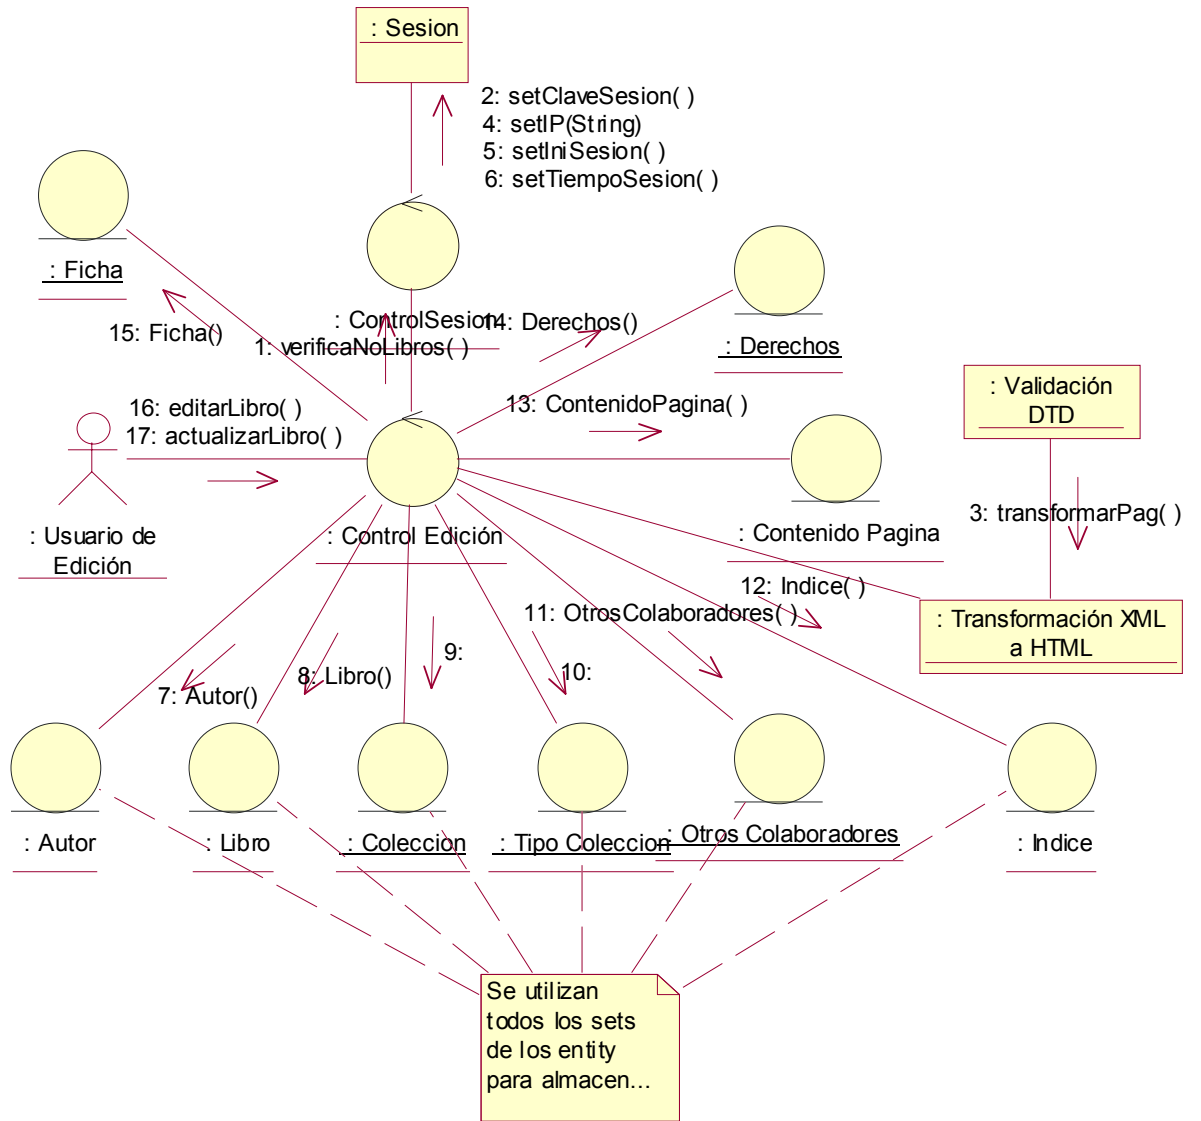 : Sesion
2: setClaveSesion( )
4: setIP(String)
5: setIniSesion( )
6: setTiempoSesion( )
: Ficha
15: Ficha()
: ControlSesion
1: verificaNoLibros( )
14: Derechos()
: Derechos
: Validación
DTD
16: editarLibro( )
17: actualizarLibro( )
13: ContenidoPagina( )
3: transformarPag( )
: Usuario de
Edición
: Control Edición
: Contenido Pagina
12: Indice( )
11: OtrosColaboradores( )
: Transformación XML
a HTML
9:
10:
8: Libro()
7: Autor()
: Autor
: Libro
: Coleccion
: Tipo Coleccion
: Otros Colaboradores
: Indice
Se utilizan
todos los sets
de los entity
para almacen...